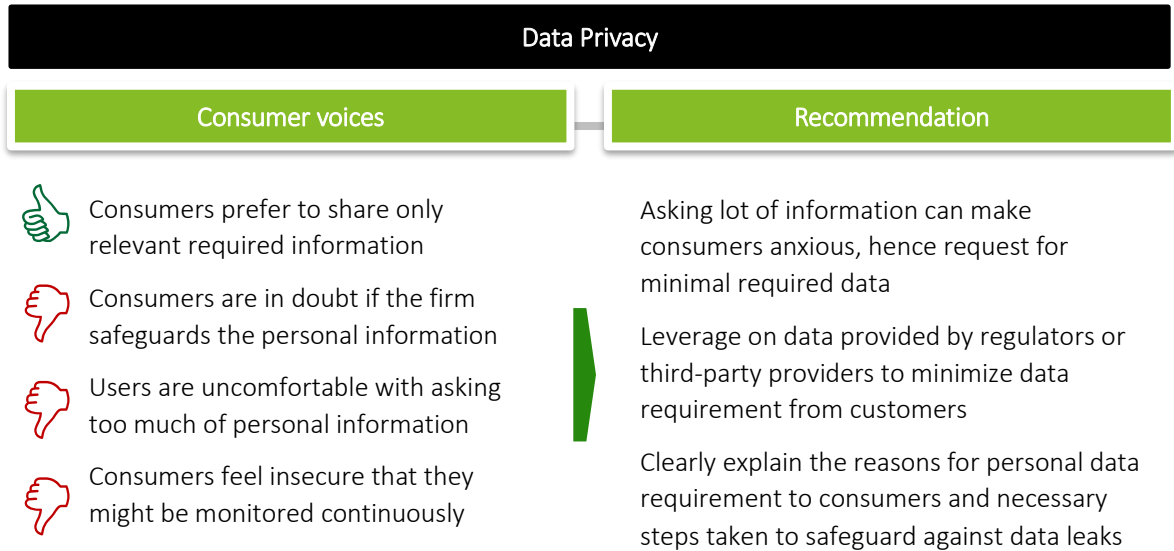 Data Privacy
Consumer voices
Consumers prefer to share only
relevant required information
Consumers are in doubt if the firm
safeguards the personal information
Users are uncomfortable with asking
too much of personal information
Consumers feel insecure that they
might be monitored continuously
Recommendation
Asking lot of information can make
consumers anxious, hence request for
minimal required data
Leverage on data provided by regulators or
third-party providers to minimize data
requirement from customers
Clearly explain the reasons for personal data
requirement to consumers and necessary
steps taken to safeguard against data leaks